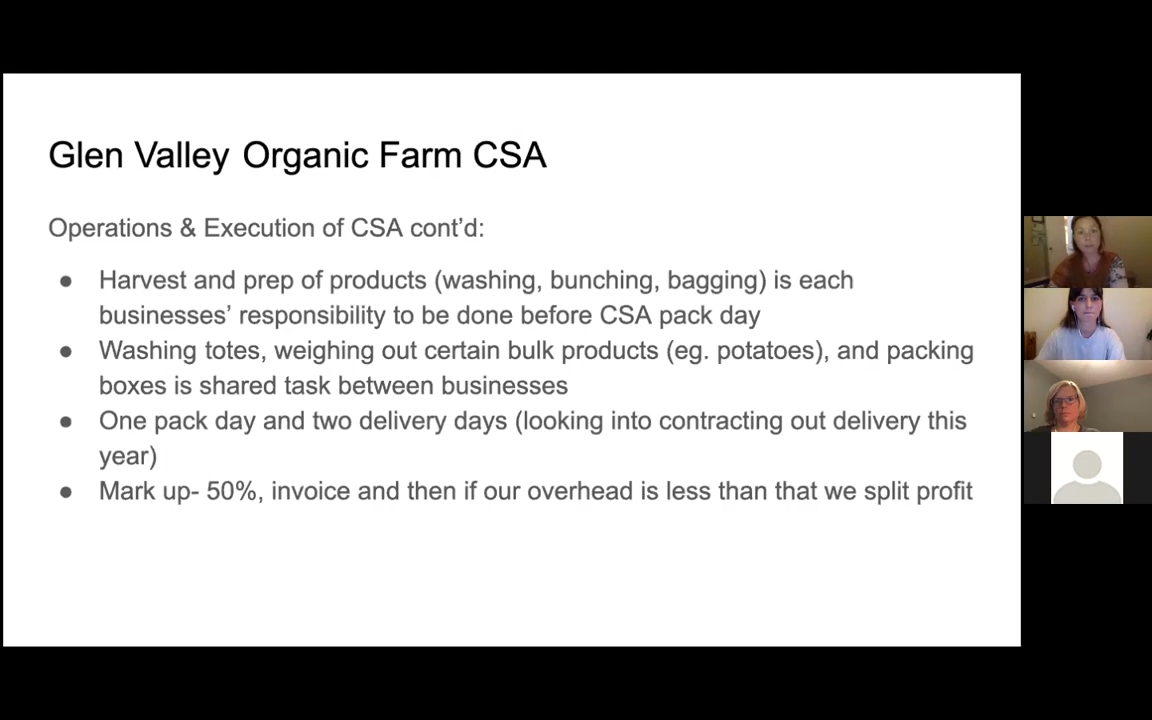 Glen Valley Organic Farm CSA
Operations & Execution of CSA cont’d:
● Harvest and prep of products (washing, bunching, bagging) is each
businesses’ responsibility to be done before CSA pack day
● Washing totes, weighing out certain bulk products (eg. potatoes), and packing
boxes is shared task between businesses
● One pack day and two delivery days (looking into contracting out delivery this
year)
● Mark up- 50%, invoice and then if our overhead is less than that we split profit